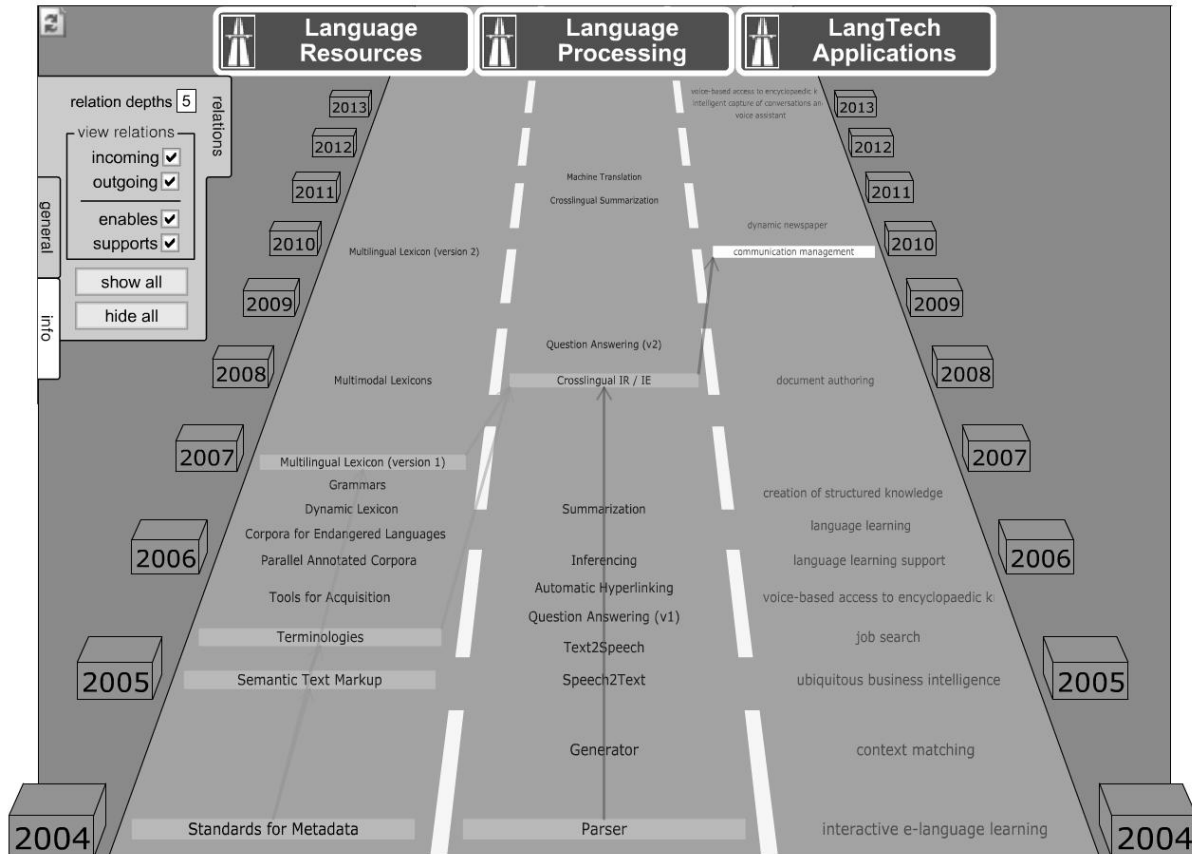 Language
Resources
Language
Processing
LangTech
Applications
relation depths 5
relations
view relations
incoming
outgoing
enables
supports
show all
hide all
general
info
2013
2012
2011
2010
2009
2008
2007
2006
2005
2004
Multilingual Lexicon (version 2)
Multimodal Lexicons
Multilingual Lexicon (version 1)
Grammars
Dynamic Lexicon
Corpora for Endangered Languages
Parallel Annotated Corpora
Tools for Acquisition
Terminologies
Semantic Text Markup
Standards for Metadata
Machine Translation
Crosslingual Summarization
Question Answering (v2)
Crosslingual IR / IE
Summarization
Inferencing
Automatic Hyperlinking
Question Answering (v1)
Text2Speech
Speech2Text
Generator
Parser
voice-based access to encyclopaedic k
intelligent capture of conversations an
voice assistant
dynamic newspaper
communication management
document authoring
creation of structured knowledge
language learning
language learning support
voice-based access to encyclopaedic k
job search
ubiquitous business intelligence
context matching
interactive e-language learning
2013
2012
2011
2010
2009
2008
2007
2006
2005
2004